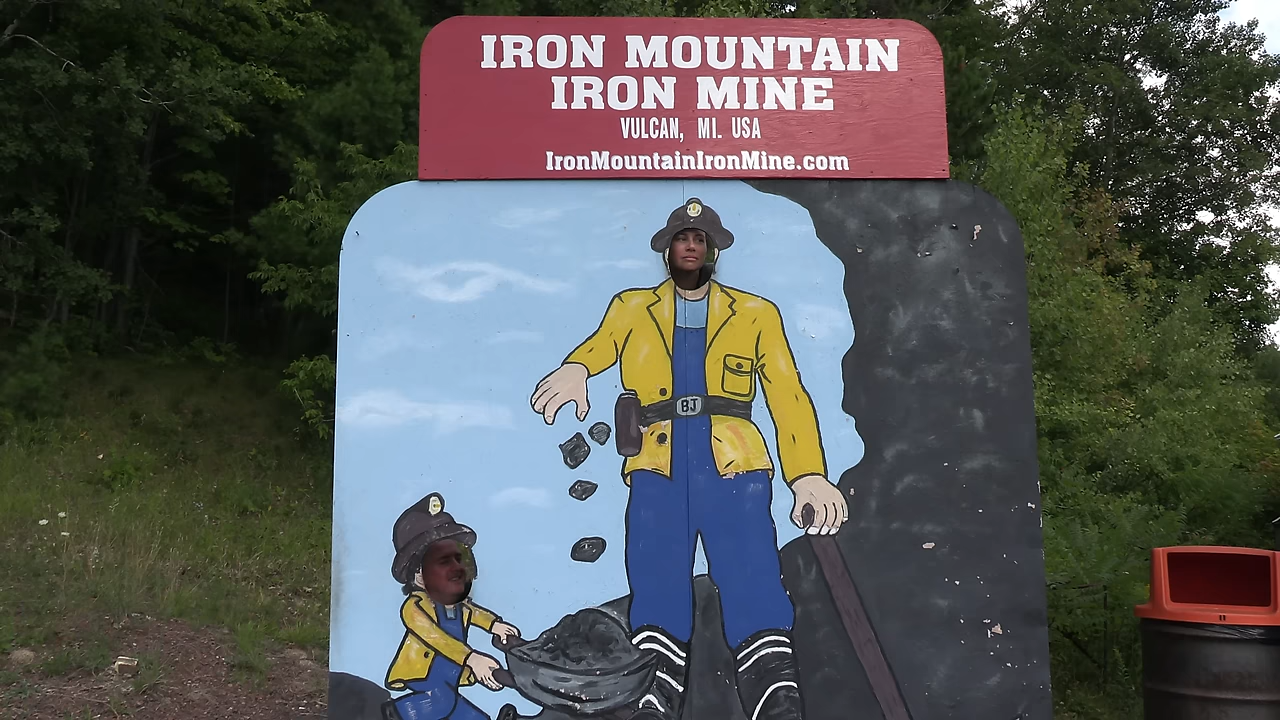 IRON MOUNTAIN
IRON MINE
VULCAN, MI. USA
IronMountainIronMine.com
BJ